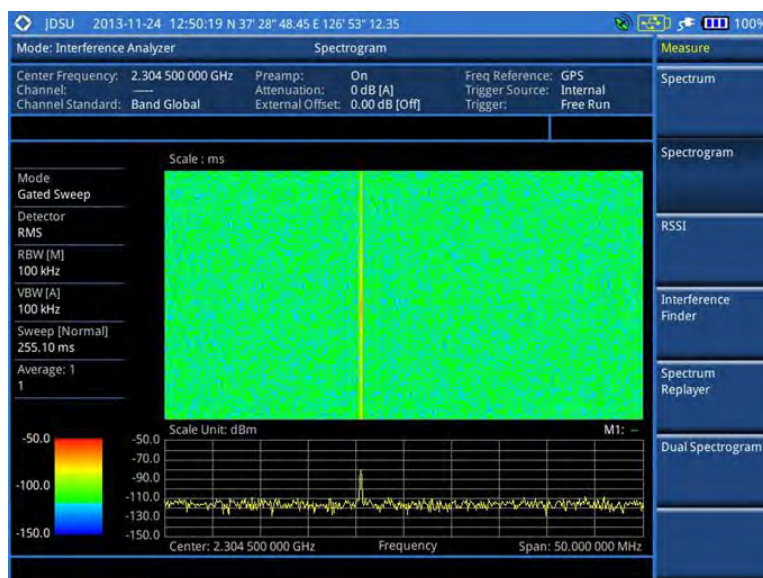 JDSU 2013-11-24 12:50:19 N 37' 28" 48.45 E 126' 53" 12.35 100%
Mode: Interference Analyzer Spectrogram Measure
Center Frequency: 2.304 500 000 GHz Preamp: On Freq Reference: GPS
Channel: ---- Attenuation: 0 dB [A] Trigger Source: Internal
Channel Standard: Band Global External Offset: 0.00 dB [Off] Trigger: Free Run
Spectrum
Spectrogram
RSSI
Interference
Finder
Spectrum
Replayer
Dual Spectrogram
Scale : ms
Mode
Gated Sweep
Detector
RMS
RBW [M]
100 kHz
VBW [A]
100 kHz
Sweep [Normal]
255.10 ms
Average: 1
1
Scale Unit: dBm M1: --
-50.0
-100.0
-150.0
-50.0
-70.0
-90.0
-110.0
-130.0
-150.0
Center: 2.304 500 000 GHz Frequency Span: 50.000 000 MHz